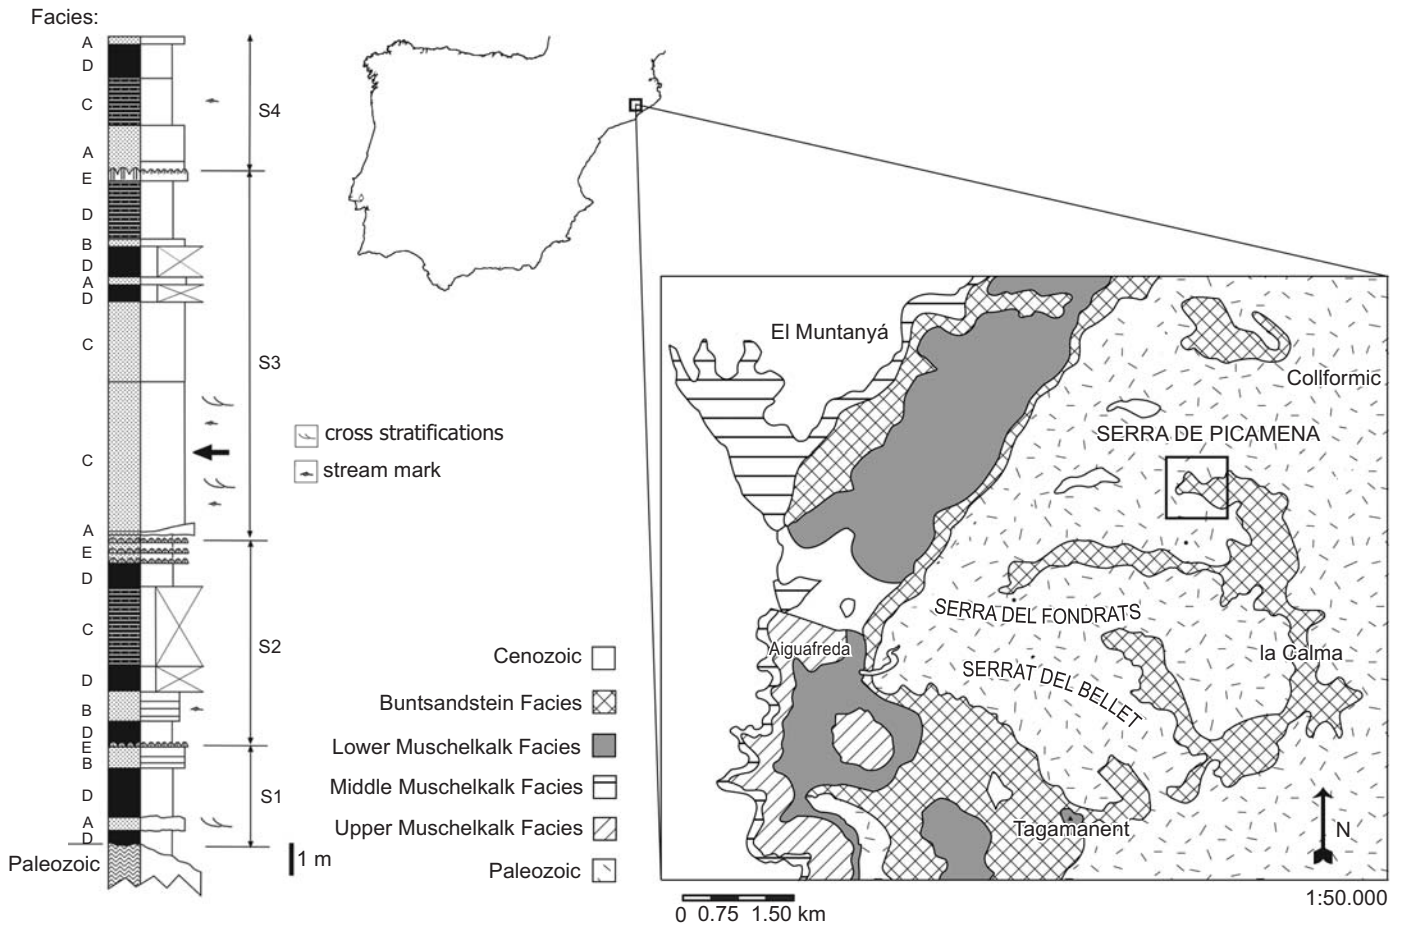 Facies:
A
D
C
A
E
D
B
D
A
D
C
C
A
E
D
C
D
B
D
E
B
D
A
D
Paleozoic
S4
S3
S2
S1
1 m
cross stratifications
stream mark
Cenozoic
Buntsandstein Facies
Lower Muschelkalk Facies
Middle Muschelkalk Facies
Upper Muschelkalk Facies
Paleozoic
El Muntanyá
Collformic
SERRA DE PICAMENA
SERRA DEL FONDRATS
Aiguafreda
la Calma
SERRAT DEL BELLET
Tagamanent
N
0 0.75 1.50 km
1:50.000